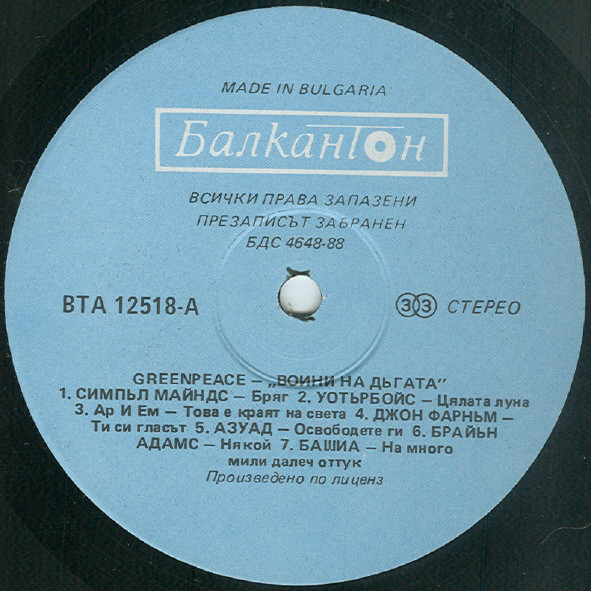 MADE IN BULGARIA
Балкантон
ВСИЧКИ ПРАВА ЗАПАЗЕНИ
ПРЕЗАПИСЪТ ЗАБРАНЕН
БДС 4648-88
ВТА 12518-А
33 СТЕРЕО
GREENPEACE – „ВОИНИ НА ДЬГАТА"
1. СИМПЪЛ МАЙНДС – Бряг 2. УОТЪРБОЙС – Цялата луна
3. Ар И Ем – Това е краят на света 4. ДЖОН ФАРНЪМ –
Ти си гласът 5. АЗУАД – Освободете ги 6. БРАЙЪН
АДАМС – Някой 7. БАШИА – На много
мили далеч оттук
Произведено по лиценз